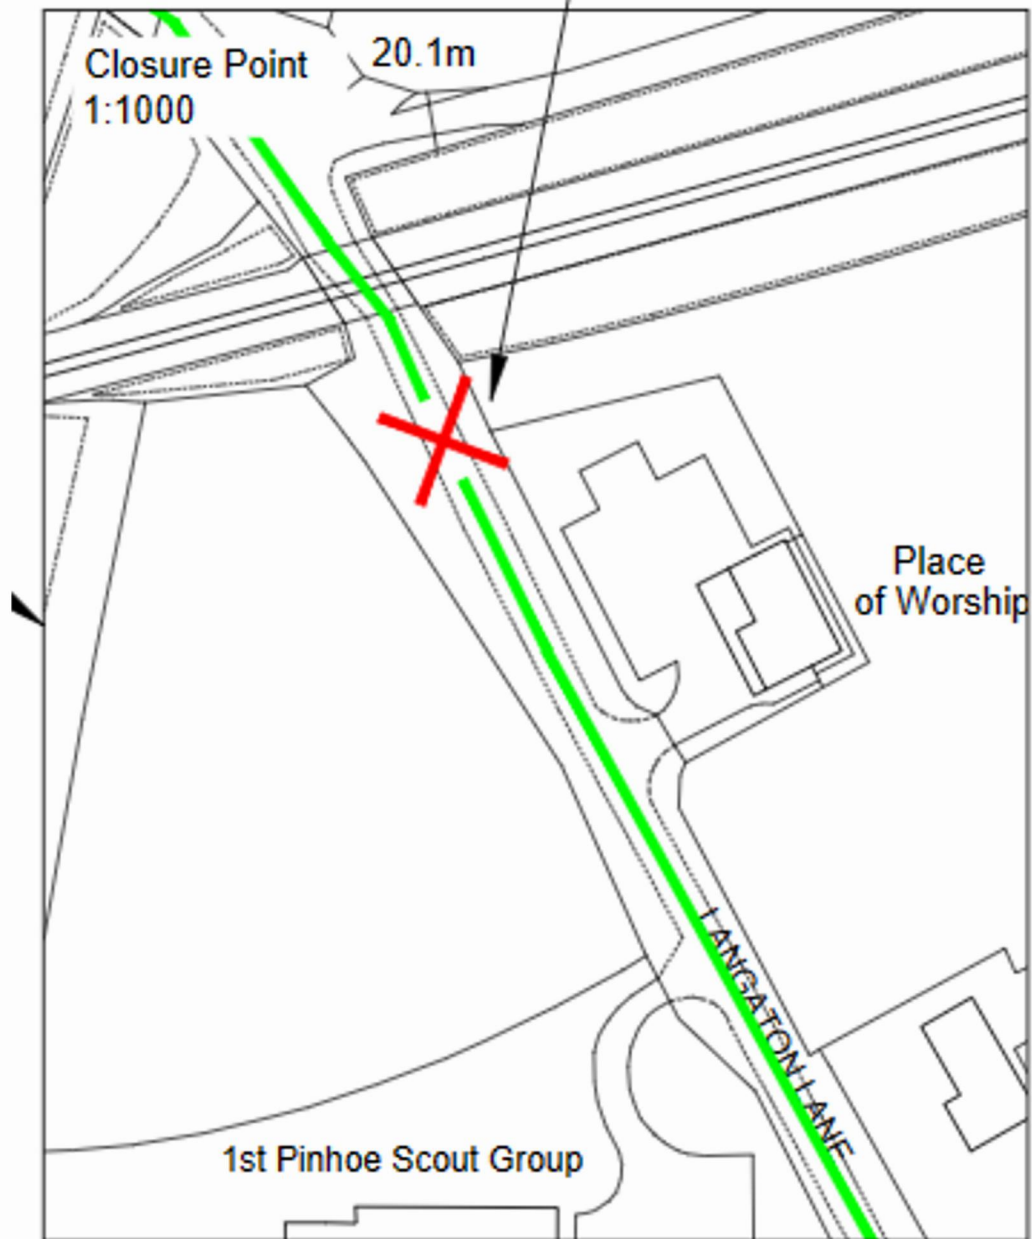 Closure Point
1:1000
20.1m
Place
of Worship
LANGATON LANE
1st Pinhoe Scout Group